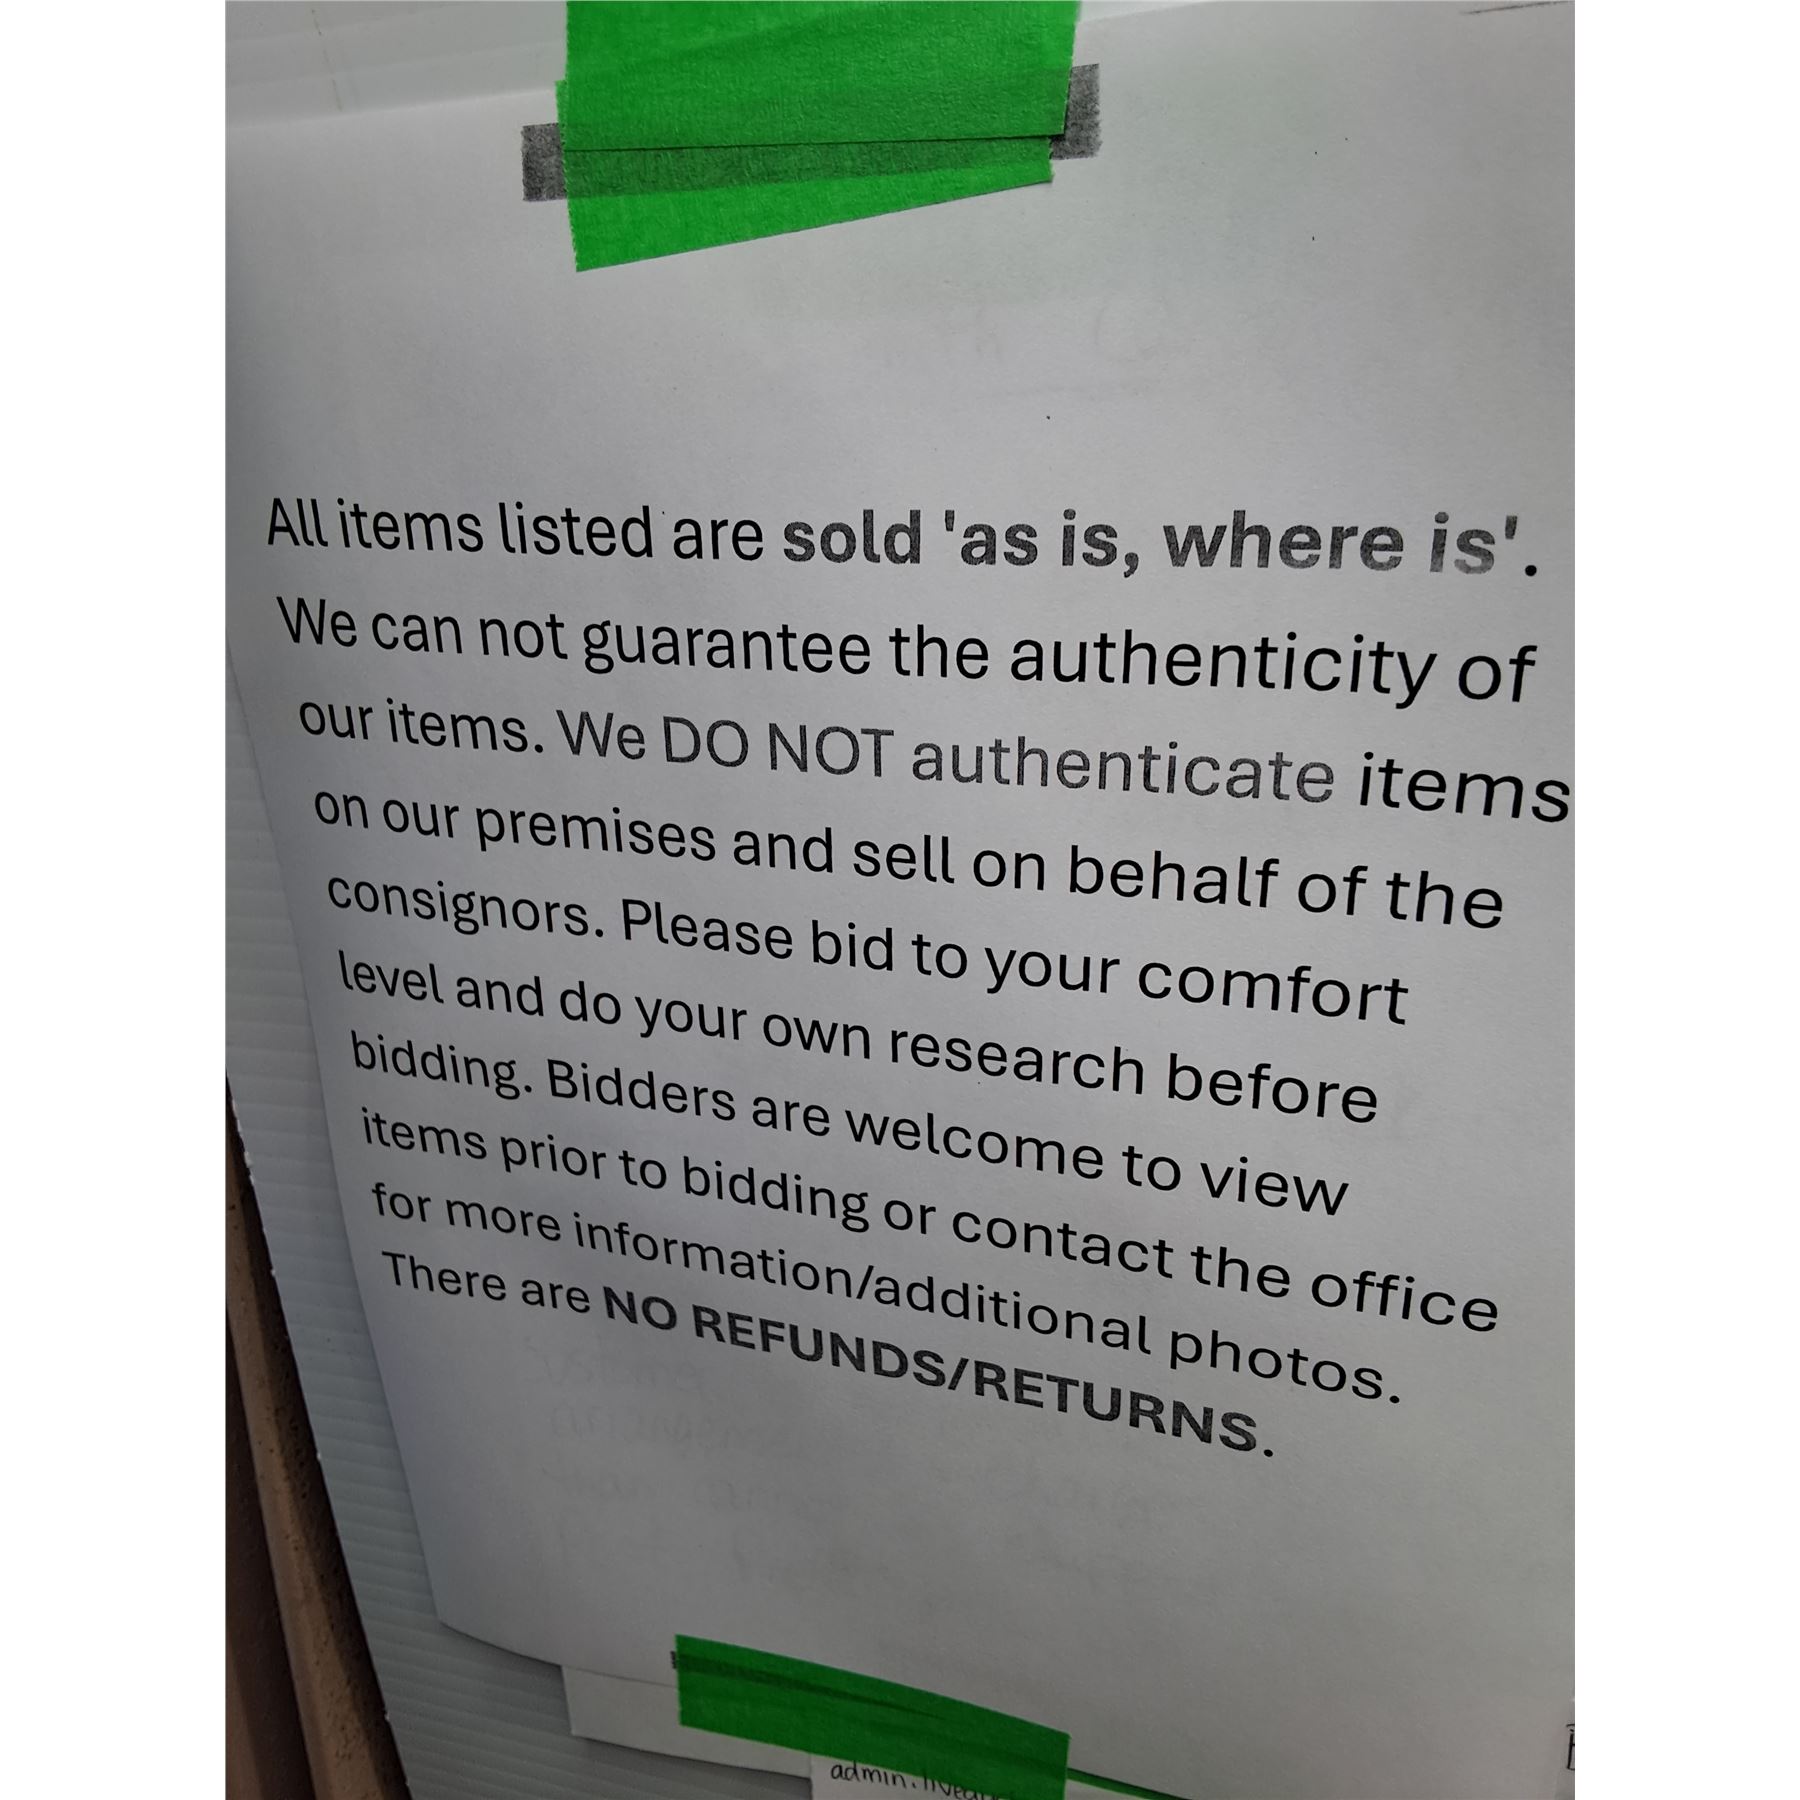 All items listed are sold 'as is, where is'.
We can not guarantee the authenticity of
our items. We DO NOT authenticate items
on our premises and sell on behalf of the
consignors. Please bid to your comfort
level and do your own research before
bidding. Bidders are welcome to view
items prior to bidding or contact the office
for more information/additional photos.
There are NO REFUNDS/RETURNS.